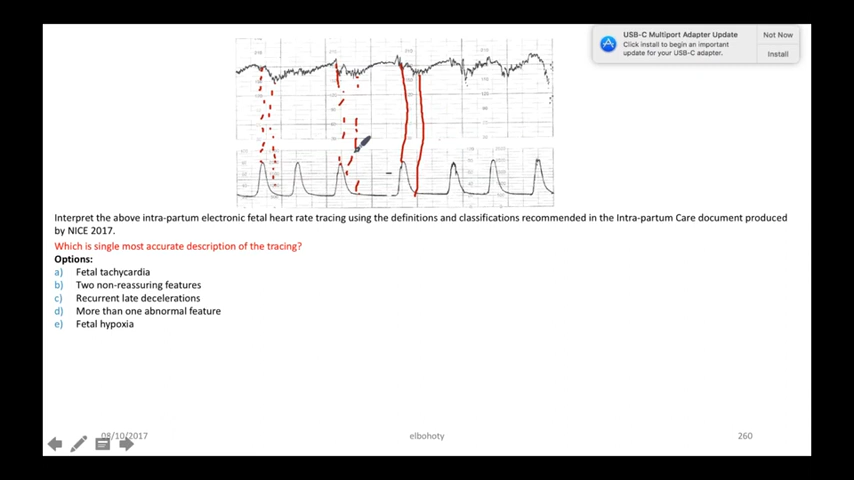 USB-C Multiport Adapter Update
Click install to begin an important
update for your USB-C adapter.
Not Now
Install
Interpret the above intra-partum electronic fetal heart rate tracing using the definitions and classifications recommended in the Intra-partum Care document produced
by NICE 2017.
Which is single most accurate description of the tracing?
Options:
a) Fetal tachycardia
b) Two non-reassuring features
c) Recurrent late decelerations
d) More than one abnormal feature
e) Fetal hypoxia
08/10/2017
elbohoty
260